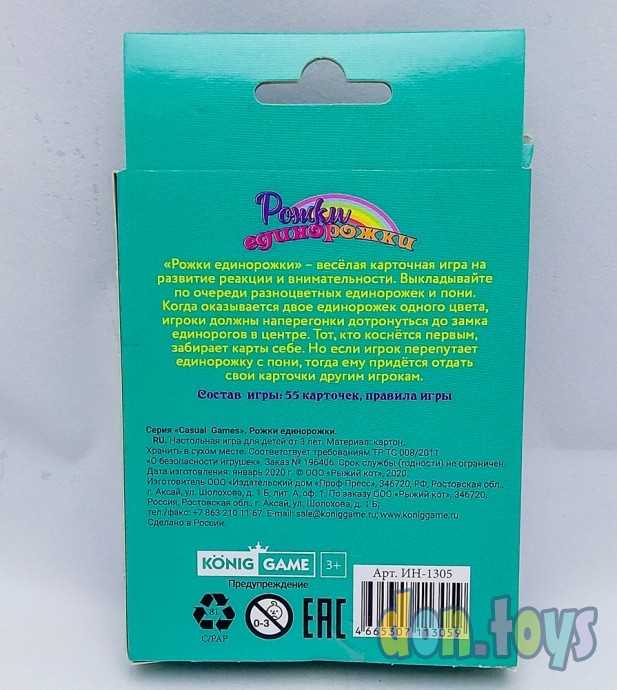 Рожки
единорожки
«Рожки единорожки» – весёлая карточная игра на
развитие реакции и внимательности. Выкладывайте
по очереди разноцветных единорожек и пони.
Когда оказывается двое единорожек одного цвета,
игроки должны наперегонки дотронуться до замка
единорогов в центре. Тот, кто коснётся первым,
забирает карты себе. Но если игрок перепутает
единорожку с пони, тогда ему придётся отдать
свои карточки другим игрокам.
Состав игры: 55 карточек, правила игры
Серия «Casual Games». Рожки единорожки.
RU. Настольная игра для детей от 3 лет. Материал: картон.
Хранить в сухом месте. Соответствует требованиям ТР ТС 008/2011
«О безопасности игрушек». Заказ № 196406. Срок службы (годности) не ограничен.
Дата изготовления: январь 2020 г. © ООО «Рыжий кот», 2020.
Изготовитель ООО «Издательский дом «Проф-Пресс», 346720, РФ, Ростовская обл.,
г. Аксай, ул. Шолохова, д. 1 Б, лит. А, оф. 1. По заказу ООО «Рыжий кот», 346720,
Россия, Ростовская обл., г. Аксай, ул. Шолохова, д. 1 Б,
тел./факс: +7 863 210 11 67. E-mail: sale@koniggame.ru; www.koniggame.ru
Сделано в России.
KÖNIG GAME
3+
Предупреждение
Арт. ИН-1305
81
C/PAP
0-3
EAC
4 665307 113059
don.toys